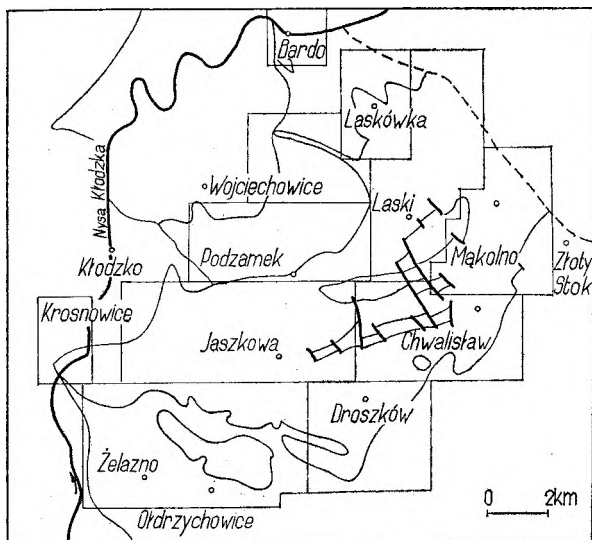 Bardo
Laskówka
Nysa Kłodzka
Wojciechowice
Laski
Kłodzko
Podzamek
Mąkolno
Złoty
Stok
Krosnowice
Jaszkowa
Chwalisław
Droszków
Żelazno
Ołdrzychowice
0 2km